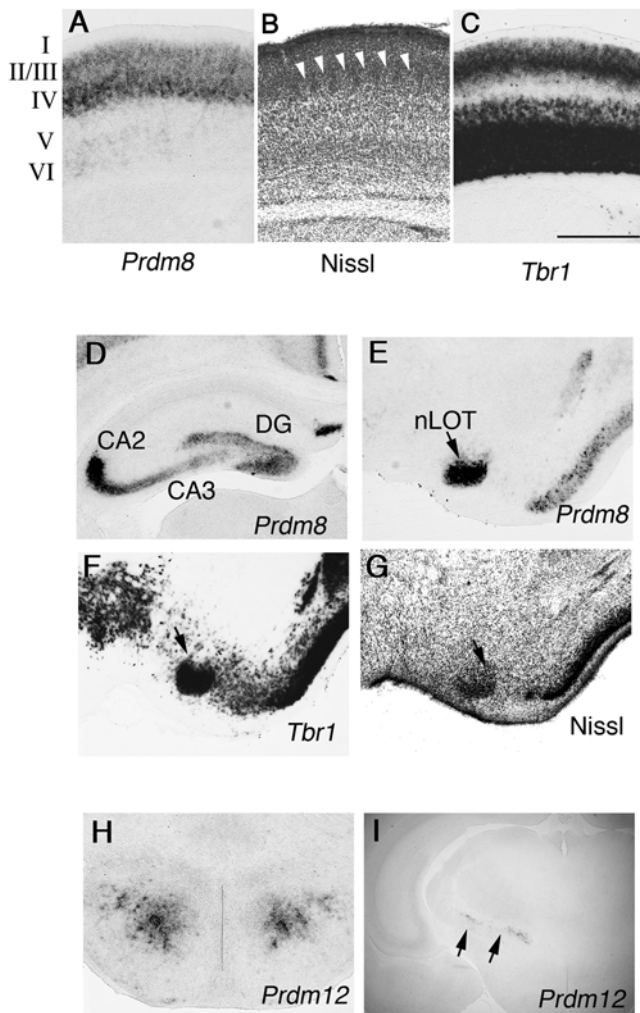 A
B
C
I
II/III
IV
V
VI
Prdm8
Nissl
Tbr1
D
CA2
DG
CA3
Prdm8
E
nLOT
Prdm8
F
Tbr1
G
Nissl
H
Prdm12
I
Prdm12